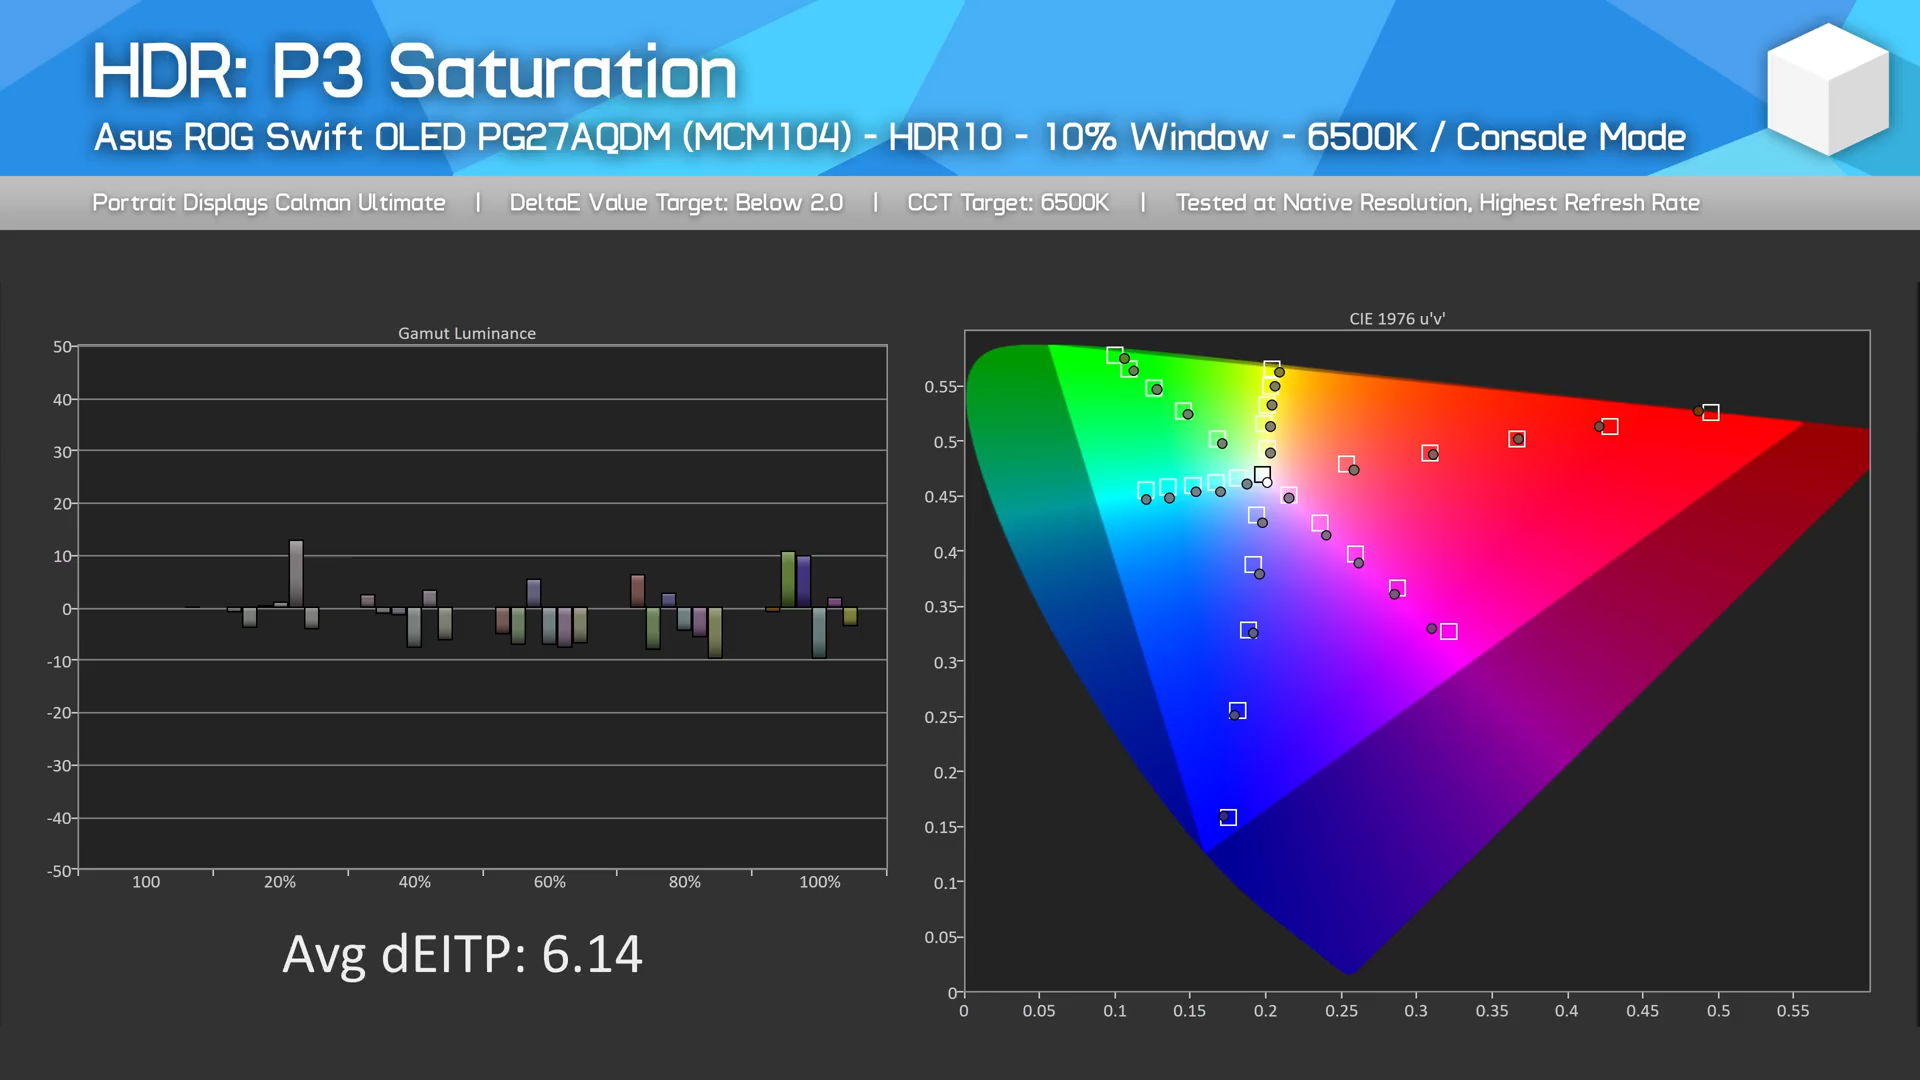 HDR: P3 Saturation
Asus ROG Swift OLED PG27AQDM (MCM104) - HDR10 - 10% Window - 6500K / Console Mode
Portrait Displays Calman Ultimate | DeltaE Value Target: Below 2.0 | CCT Target: 6500K | Tested at Native Resolution, Highest Refresh Rate
Gamut Luminance
50
40
30
20
10
0
-10
-20
-30
-40
-50
100 20% 40% 60% 80% 100%
Avg dEITP: 6.14
CIE 1976 u'v'
0.55
0.5
0.45
0.4
0.35
0.3
0.25
0.2
0.15
0.1
0.05
0
0 0.05 0.1 0.15 0.2 0.25 0.3 0.35 0.4 0.45 0.5 0.55